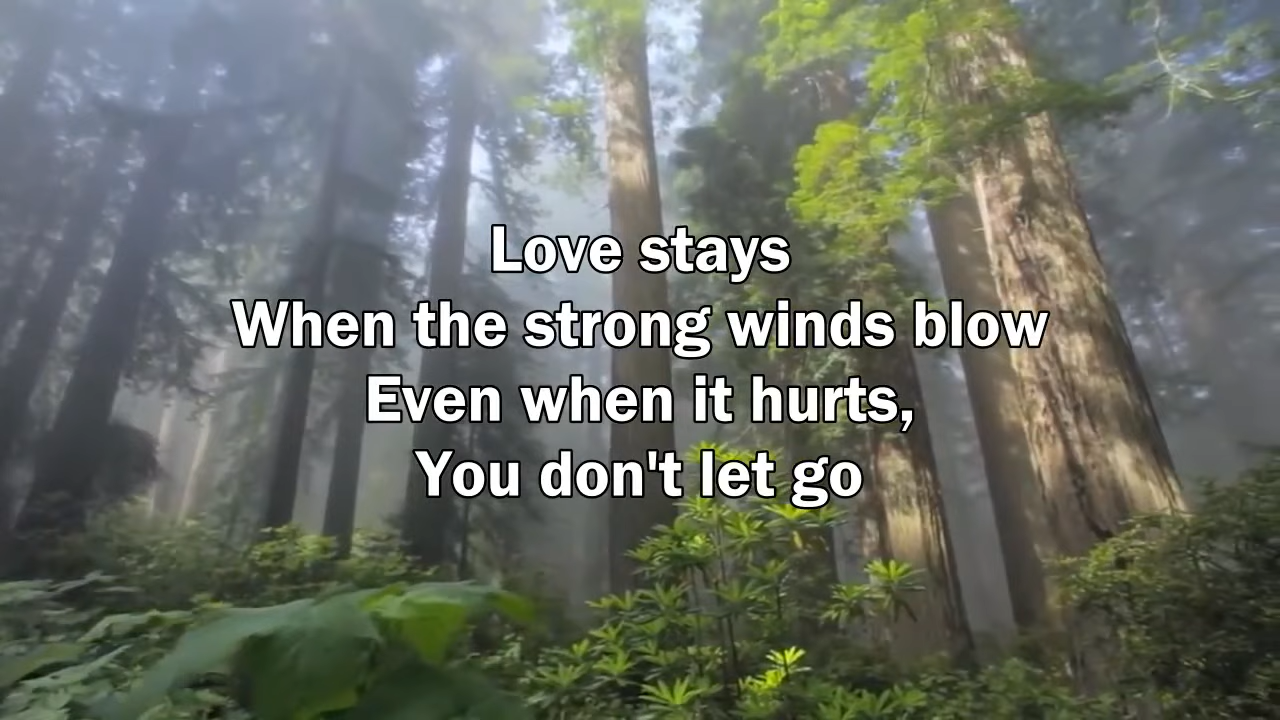 Love stays
When the strong winds blow
Even when it hurts,
You don't let go